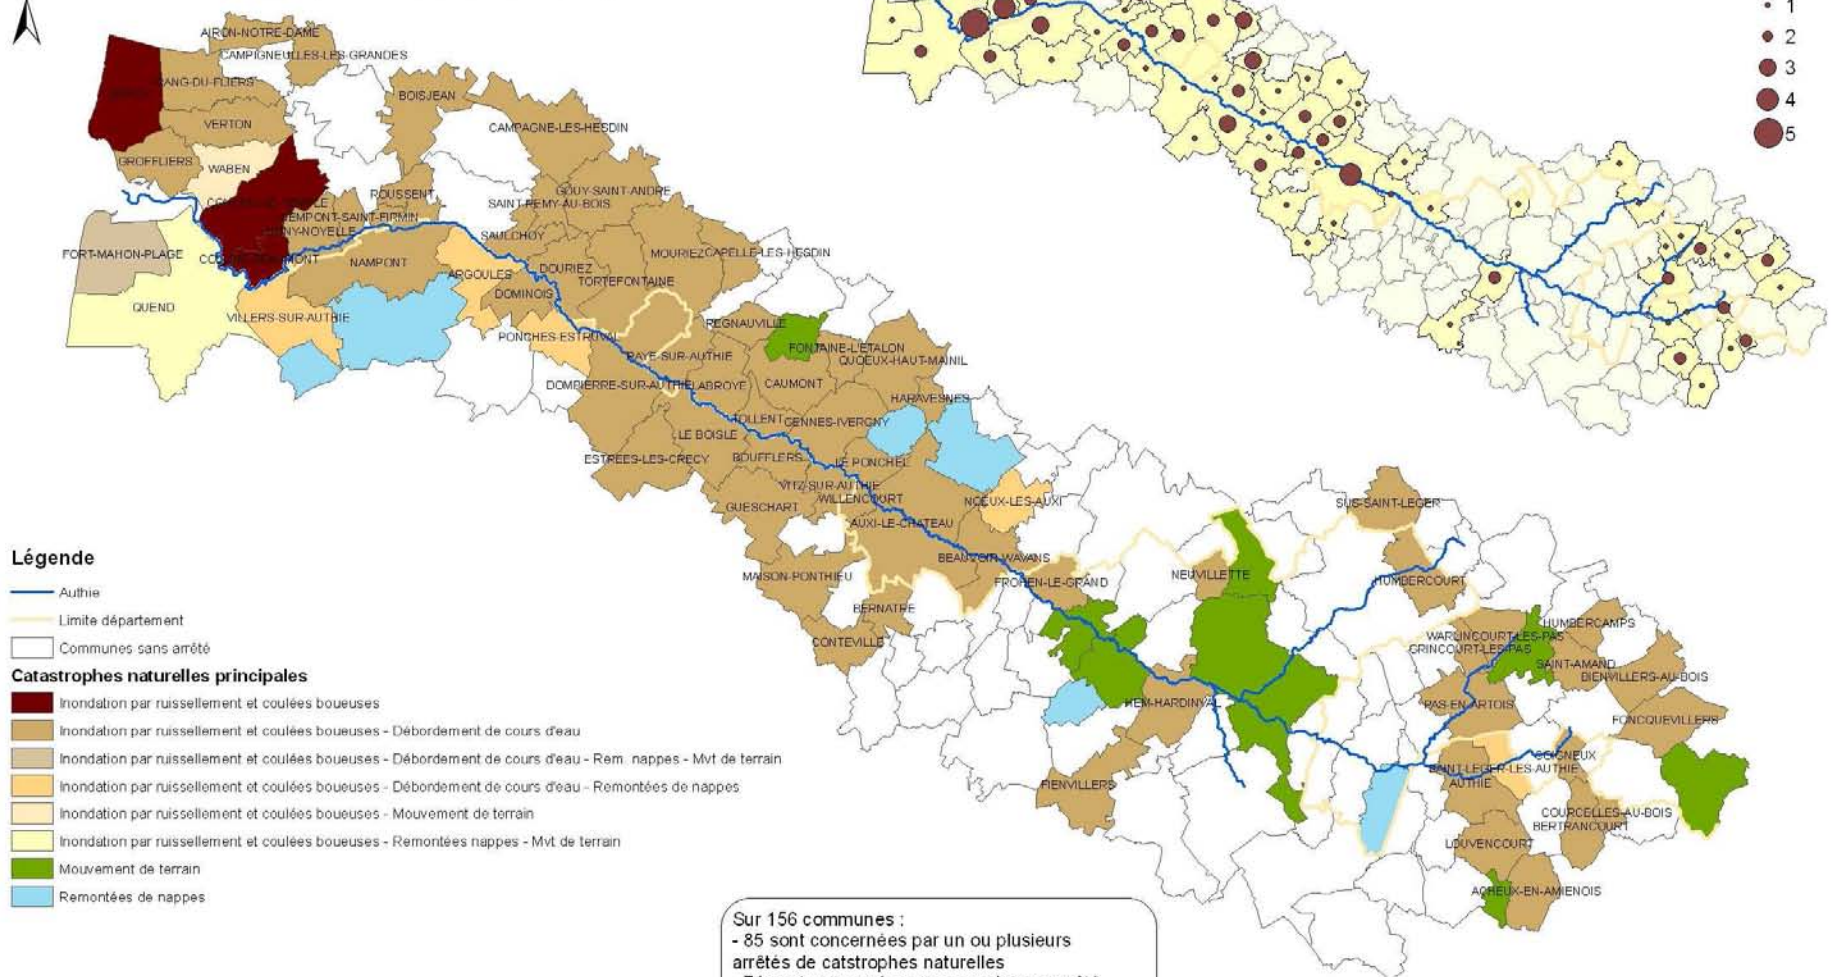 1
2
3
4
5
AIRON-NOTRE-DAME
CAMPIGNEULLES-LES-GRANDES
RANG-DU-FLIERS
BOISJEAN
VERTON
CAMPAGNE-LES-HESDIN
GROFFLIERS
WABEN
ROUSSENT
GOUY-SAINT-ANDRE
SAINT-REMY-AU-BOIS
SAULCHOY
FORT-MAHON-PLAGE
NAMPONT
MOURIEZ
CAPELLE-LES-HESDIN
ARGOULES
DOURIEZ
TORTEFONTAINE
DOMINOIS
QUEND
VILLERS-SUR-AUTHIE
PONCHES-ESTRUVAL
REGNAUVILLE
FONTAINE-L'ETALON
QUOEUX-HAUT-MAINIL
RAYE-SUR-AUTHIE
DOMPIERRE-SUR-AUTHIE
LABROYE
CAUMONT
HARAVESNES
TOLLENT
GENNES-IVERGNY
LE BOISLE
ESTREES-LES-CRECY
BOUFFLERS
LE PONCHEL
VITZ-SUR-AUTHIE
WILLENCOURT
GUESCHART
NOEUX-LES-AUXI
AUXI-LE-CHATEAU
SUS-SAINT-LEGER
BEAUVOIR-WAVANS
MAISON-PONTHIEU
FROHEN-LE-GRAND
NEUVILLETTE
HUMBERCOURT
BERNATRE
CONTEVILLE
HUMBERCAMPS
WARLINCOURT-LES-PAS
GRINCOURT-LES-PAS
SAINT-AMAND
BIENVILLERS-AU-BOIS
HEM-HARDINVAL
PAS-EN-ARTOIS
FONCQUEVILLERS
COIGNEUX
SAINT-LEGER-LES-AUTHIE
AUTHIE
FIENVILLERS
COURCELLES-AU-BOIS
BERTRANCOURT
LOUVENCOURT
ACHEUX-EN-AMIENOIS
Légende
Authie
Limite département
Communes sans arrêté
Catastrophes naturelles principales
Inondation par ruissellement et coulées boueuses
Inondation par ruissellement et coulées boueuses - Débordement de cours d'eau
Inondation par ruissellement et coulées boueuses - Débordement de cours d'eau - Rem. nappes - Mvt de terrain
Inondation par ruissellement et coulées boueuses - Débordement de cours d'eau - Remontées de nappes
Inondation par ruissellement et coulées boueuses - Mouvement de terrain
Inondation par ruissellement et coulées boueuses - Remontées nappes - Mvt de terrain
Mouvement de terrain
Remontées de nappes
Sur 156 communes :
- 85 sont concernées par un ou plusieurs
arrêtés de catstrophes naturelles